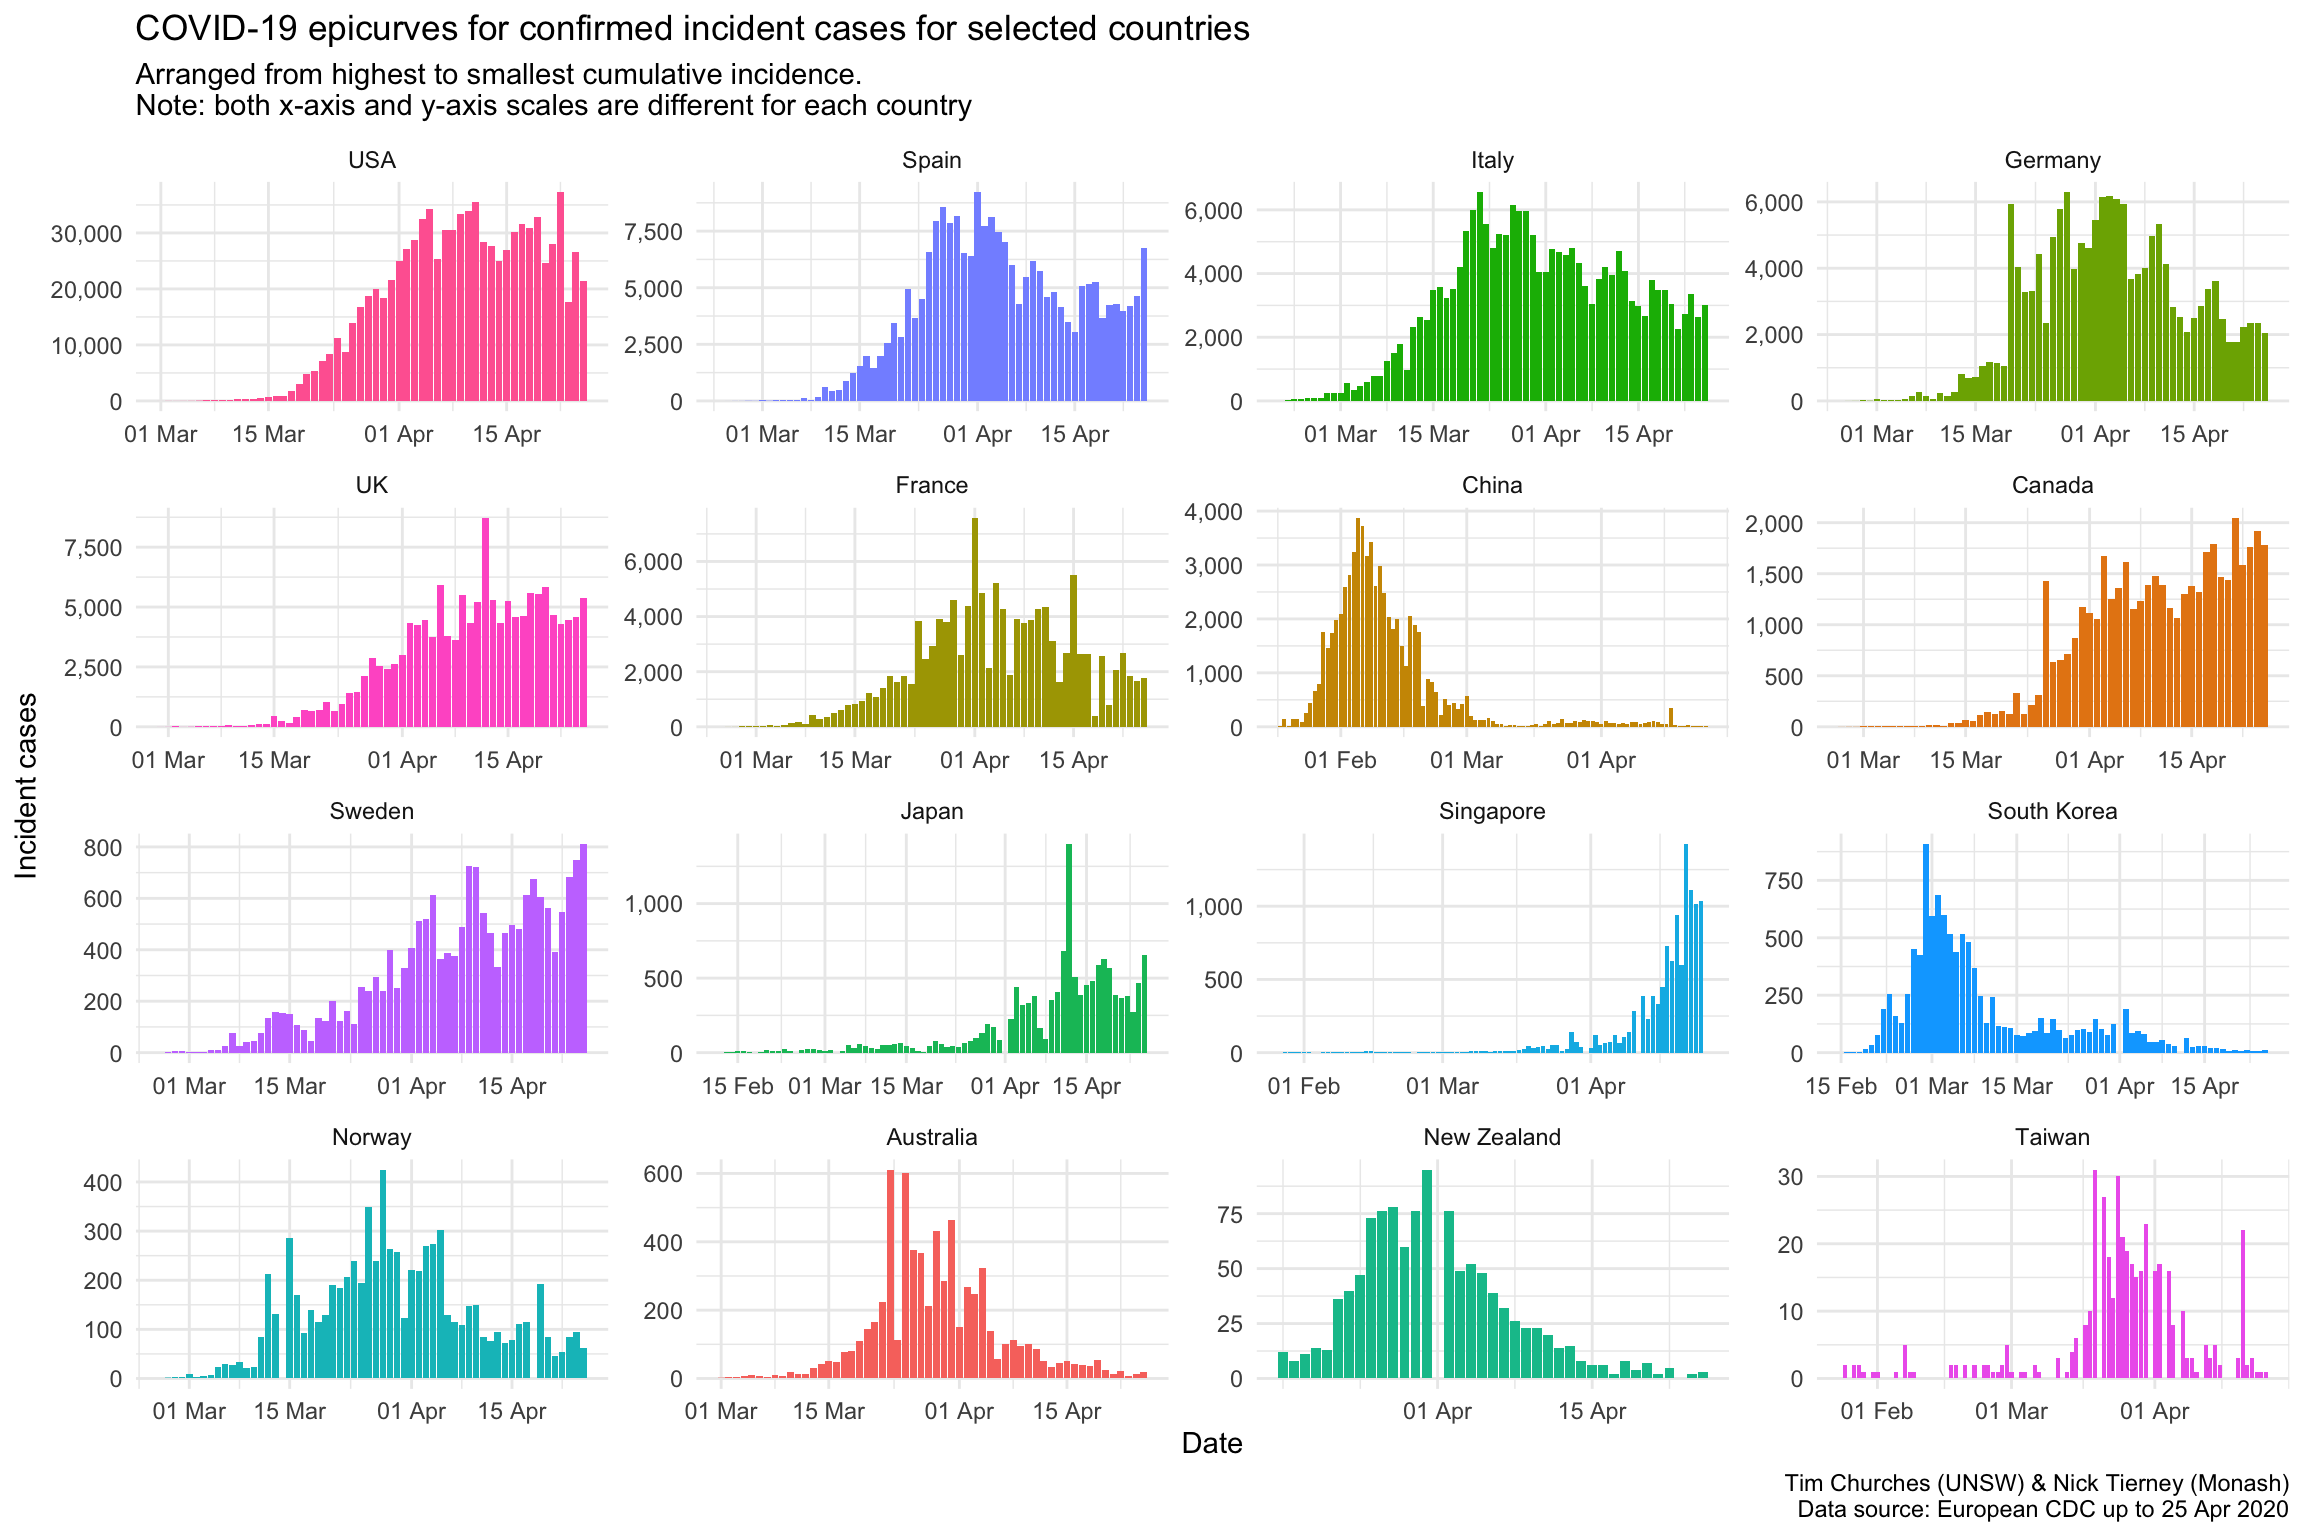 COVID-19 epicurves for confirmed incident cases for selected countries
Arranged from highest to smallest cumulative incidence.
Note: both x-axis and y-axis scales are different for each country
USA
30,000
20,000
10,000
0
01 Mar 15 Mar 01 Apr 15 Apr
Spain
7,500
5,000
2,500
0
01 Mar 15 Mar 01 Apr 15 Apr
Italy
6,000
4,000
2,000
0
01 Mar 15 Mar 01 Apr 15 Apr
Germany
6,000
4,000
2,000
0
01 Mar 15 Mar 01 Apr 15 Apr
UK
7,500
5,000
2,500
0
01 Mar 15 Mar 01 Apr 15 Apr
France
6,000
4,000
2,000
0
01 Mar 15 Mar 01 Apr 15 Apr
China
4,000
3,000
2,000
1,000
0
01 Feb 01 Mar 01 Apr
Canada
2,000
1,500
1,000
500
0
01 Mar 15 Mar 01 Apr 15 Apr
Sweden
800
600
400
200
0
01 Mar 15 Mar 01 Apr 15 Apr
Japan
1,000
500
0
15 Feb 01 Mar 15 Mar 01 Apr 15 Apr
Singapore
1,000
500
0
01 Feb 01 Mar 01 Apr
South Korea
750
500
250
0
15 Feb 01 Mar 15 Mar 01 Apr 15 Apr
Norway
400
300
200
100
0
01 Mar 15 Mar 01 Apr 15 Apr
Australia
600
400
200
0
01 Mar 15 Mar 01 Apr 15 Apr
New Zealand
75
50
25
0
01 Apr 15 Apr
Taiwan
30
20
10
0
01 Feb 01 Mar 01 Apr
Incident cases
Date
Tim Churches (UNSW) & Nick Tierney (Monash)
Data source: European CDC up to 25 Apr 2020